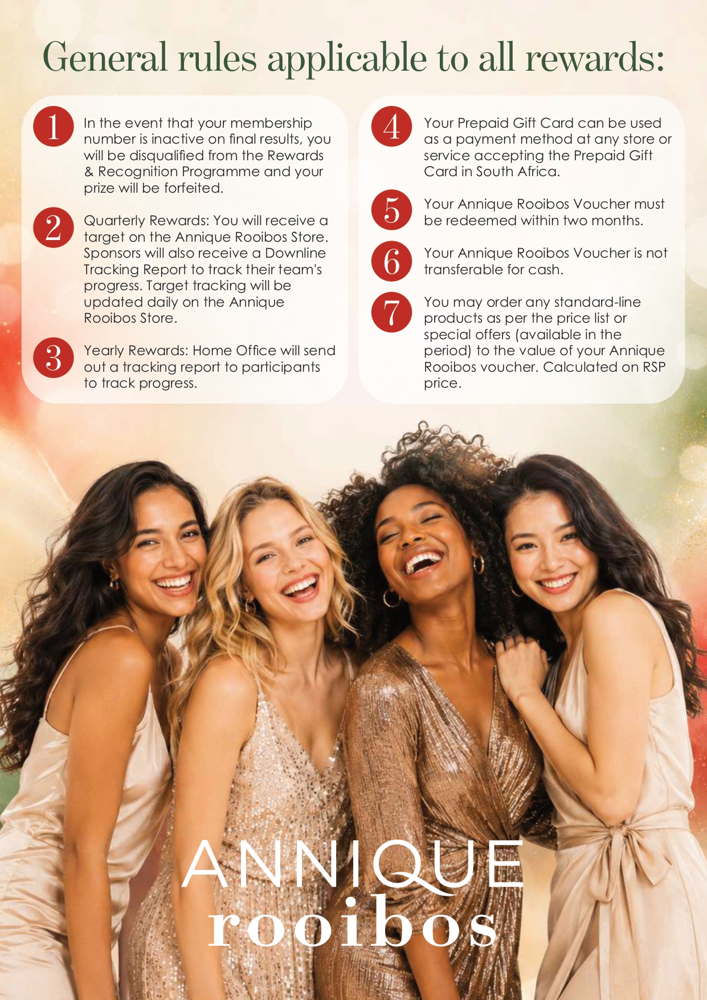 General rules applicable to all rewards:
1
In the event that your membership
number is inactive on final results, you
will be disqualified from the Rewards
& Recognition Programme and your
prize will be forfeited.
2
Quarterly Rewards: You will receive a
target on the Annique Rooibos Store.
Sponsors will also receive a Downline
Tracking Report to track their team's
progress. Target tracking will be
updated daily on the Annique
Rooibos Store.
3
Yearly Rewards: Home Office will send
out a tracking report to participants
to track progress.
4
Your Prepaid Gift Card can be used
as a payment method at any store or
service accepting the Prepaid Gift
Card in South Africa.
5
Your Annique Rooibos Voucher must
be redeemed within two months.
6
Your Annique Rooibos Voucher is not
transferable for cash.
7
You may order any standard-line
products as per the price list or
special offers (available in the
period) to the value of your Annique
Rooibos voucher. Calculated on RSP
price.
ANNIQUE
rooibos